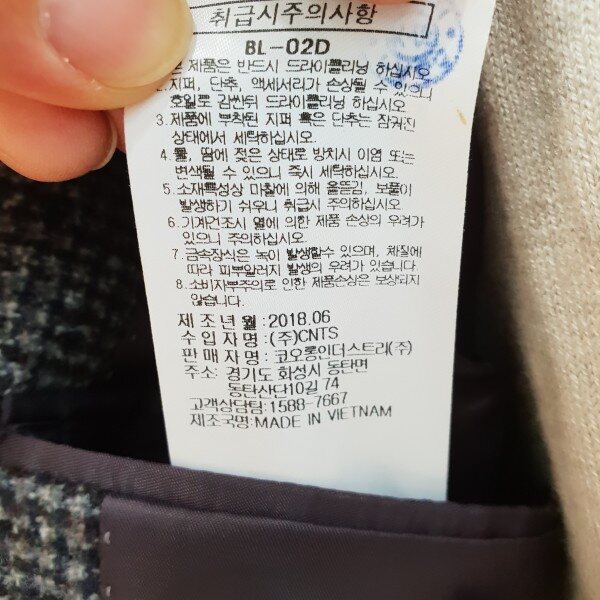 취급시주의사항
BL-02D
본 제품은 반드시 드라이클리닝 하십시오
2. 지퍼, 단추, 액세서리가 손상될 수 있으니
호일로 감싼뒤 드라이클리닝 하십시오
3. 제품에 부착된 지퍼 혹은 단추는 잠궈진
상태에서 세탁하십시오.
4. 물, 땀에 젖은 상태로 방치시 이염 또는
변색될 수 있으니 즉시 세탁하십시오.
5. 소재특성상 마찰에 의해 올뜯김, 보풀이
발생하기 쉬우니 취급시 주의하십시오
6. 기계건조시 열에 의한 제품 손상의 우려가
있으니 주의하십시오.
7. 금속장식은 녹이 발생할수 있으며, 체질에
따라 피부알러지 발생의 우려가 있습니다.
8. 소비자부주의로 인한 제품손상은 보상되지
않습니다.
제 조 년 월 : 2018.06
수 입 자 명 : (주)CNTS
판 매 자 명 : 코오롱인더스트리(주)
주소: 경기도 화성시 동탄면
동탄산단10길 74
고객상담팀: 1588-7667
제조국명: MADE IN VIETNAM